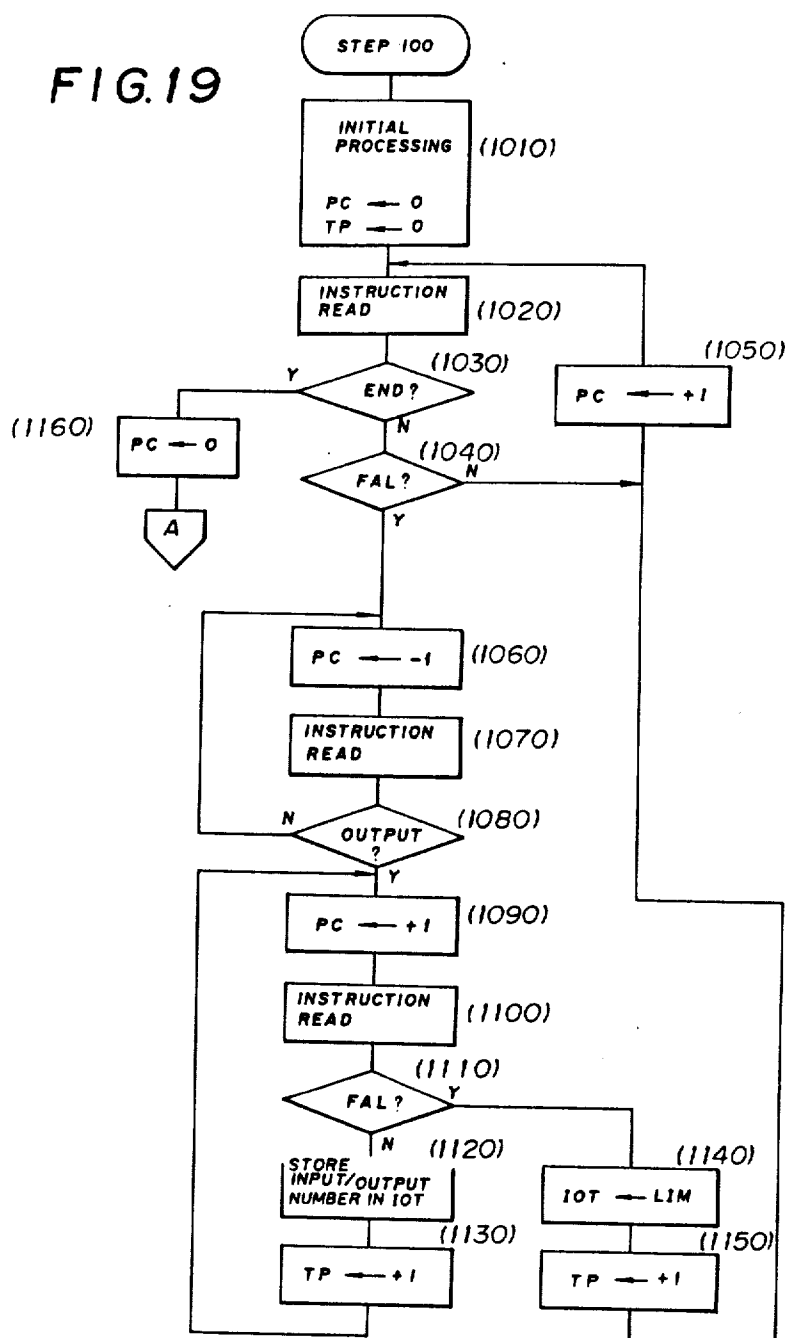 FIG.19
STEP 100
INITIAL
PROCESSING
PC ← 0
TP ← 0
(1010)
INSTRUCTION
READ
(1020)
(1030)
Y
END?
N
(1050)
PC ← +1
(1160)
PC ← 0
A
(1040)
FAL?
N
Y
PC ← -1
(1060)
INSTRUCTION
READ
(1070)
(1080)
N
OUTPUT
?
Y
PC ← +1
(1090)
INSTRUCTION
READ
(1100)
(1110)
FAL?
Y
N
(1120)
STORE
INPUT/OUTPUT
NUMBER IN IOT
(1140)
IOT ← LIM
(1130)
TP ← +1
(1150)
TP ← +1